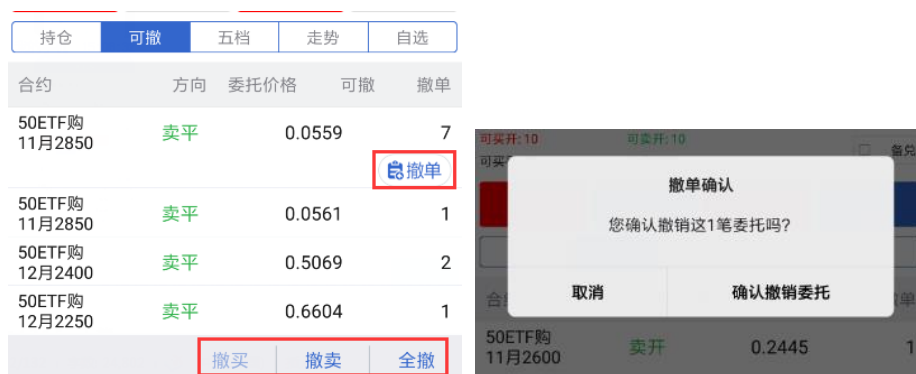 持仓 可撤 五档 走势 自选
合约 方向 委托价格 可撤 撤单
50ETF购
11月2850 卖平 0.0559 7
撤单
50ETF购
11月2850 卖平 0.0561 1
50ETF购
12月2400 卖平 0.5069 2
50ETF购
12月2250 卖平 0.6604 1
撤买 撤卖 全撤
可买开: 10 可卖开: 10
备兑
可买
撤单确认
您确认撤销这1笔委托吗?
取消 确认撤销委托
合 单
50ETF购
11月2600 卖开 0.2445 1